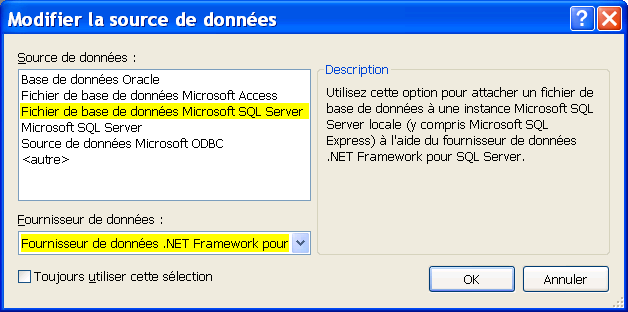 Modifier la source de données
Source de données :
Base de données Oracle
Fichier de base de données Microsoft Access
Fichier de base de données Microsoft SQL Server
Microsoft SQL Server
Source de données Microsoft ODBC
<autre>
Description
Utilisez cette option pour attacher un fichier de
base de données à une instance Microsoft SQL
Server locale (y compris Microsoft SQL
Express) à l'aide du fournisseur de données
.NET Framework pour SQL Server.
Fournisseur de données :
Fournisseur de données .NET Framework pour
Toujours utiliser cette sélection
OK
Annuler